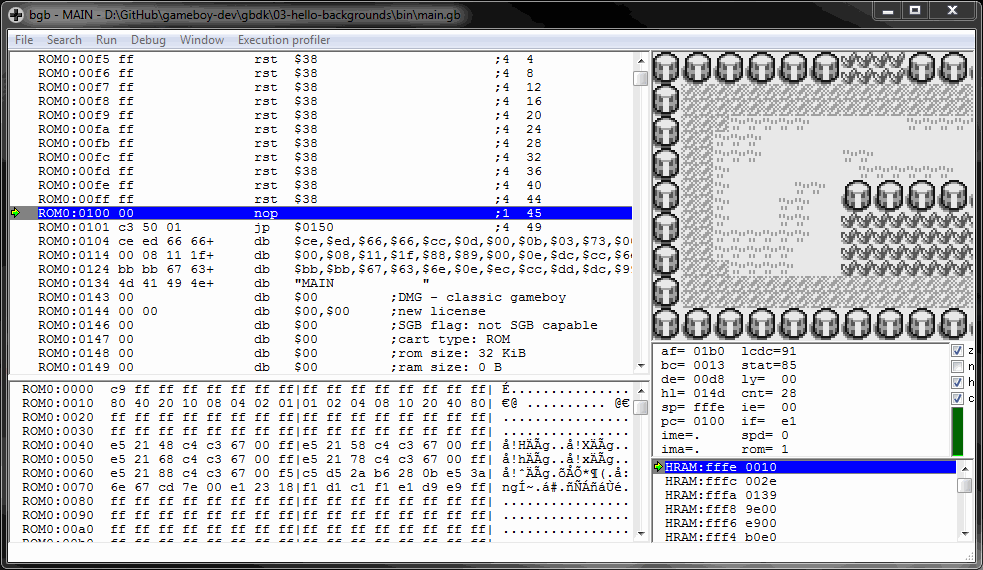 bgb - MAIN - D:\GitHub\gameboy-dev\gbdk\03-hello-backgrounds\bin\main.gb
File Search Run Debug Window Execution profiler
ROM0:00f5 ff rst $38 ;4 4
ROM0:00f6 ff rst $38 ;4 8
ROM0:00f7 ff rst $38 ;4 12
ROM0:00f8 ff rst $38 ;4 16
ROM0:00f9 ff rst $38 ;4 20
ROM0:00fa ff rst $38 ;4 24
ROM0:00fb ff rst $38 ;4 28
ROM0:00fc ff rst $38 ;4 32
ROM0:00fd ff rst $38 ;4 36
ROM0:00fe ff rst $38 ;4 40
ROM0:00ff ff rst $38 ;4 44
ROM0:0100 00 nop ;1 45
ROM0:0101 c3 50 01 jp $0150 ;4 49
ROM0:0104 ce ed 66 66+ db $ce,$ed,$66,$66,$cc,$0d,$00,$0b,$03,$73,$0
ROM0:0114 00 08 11 1f+ db $00,$08,$11,$1f,$88,$89,$00,$0e,$dc,$cc,$6
ROM0:0124 bb bb 67 63+ db $bb,$bb,$67,$63,$6e,$0e,$ec,$cc,$dd,$dc,$9
ROM0:0134 4d 41 49 4e+ db "MAIN "
ROM0:0143 00 db $00 ;DMG - classic gameboy
ROM0:0144 00 00 db $00,$00 ;new license
ROM0:0146 00 db $00 ;SGB flag: not SGB capable
ROM0:0147 00 db $00 ;cart type: ROM
ROM0:0148 00 db $00 ;rom size: 32 KiB
ROM0:0149 00 db $00 ;ram size: 0 B
af= 01b0 lcdc=91
bc= 0013 stat=85
de= 00d8 ly= 00
hl= 014d cnt= 28
sp= fffe ie= 00
pc= 0100 if= e1
ime=. spd= 0
ima=. rom= 1
z
n
h
c
ROM0:0000 c9 ff ff ff ff ff ff ff|ff ff ff ff ff ff ff ff| É...............
ROM0:0010 80 40 20 10 08 04 02 01|01 02 04 08 10 20 40 80| €@ .......... @€
ROM0:0020 ff ff ff ff ff ff ff ff|ff ff ff ff ff ff ff ff| ................
ROM0:0030 ff ff ff ff ff ff ff ff|ff ff ff ff ff ff ff ff| ................
ROM0:0040 e5 21 48 c4 c3 67 00 ff|e5 21 58 c4 c3 67 00 ff| å!HÄÃg..å!XÄÃg..
ROM0:0050 e5 21 68 c4 c3 67 00 ff|e5 21 78 c4 c3 67 00 ff| å!hÄÃg..å!xÄÃg..
ROM0:0060 e5 21 88 c4 c3 67 00 f5|c5 d5 2a b6 28 0b e5 3a| å!ˆÄÃg.õÅÕ*¶(.å:
ROM0:0070 6e 67 cd 7e 00 e1 23 18|f1 d1 c1 f1 e1 d9 e9 ff| ngÍ~.á#.ñÑÁñáÙé.
ROM0:0080 ff ff ff ff ff ff ff ff|ff ff ff ff ff ff ff ff| ................
ROM0:0090 ff ff ff ff ff ff ff ff|ff ff ff ff ff ff ff ff| ................
ROM0:00a0 ff ff ff ff ff ff ff ff|ff ff ff ff ff ff ff ff| ................
HRAM:fffe 0010
HRAM:fffc 002e
HRAM:fffa 0139
HRAM:fff8 9e00
HRAM:fff6 e900
HRAM:fff4 b0e0